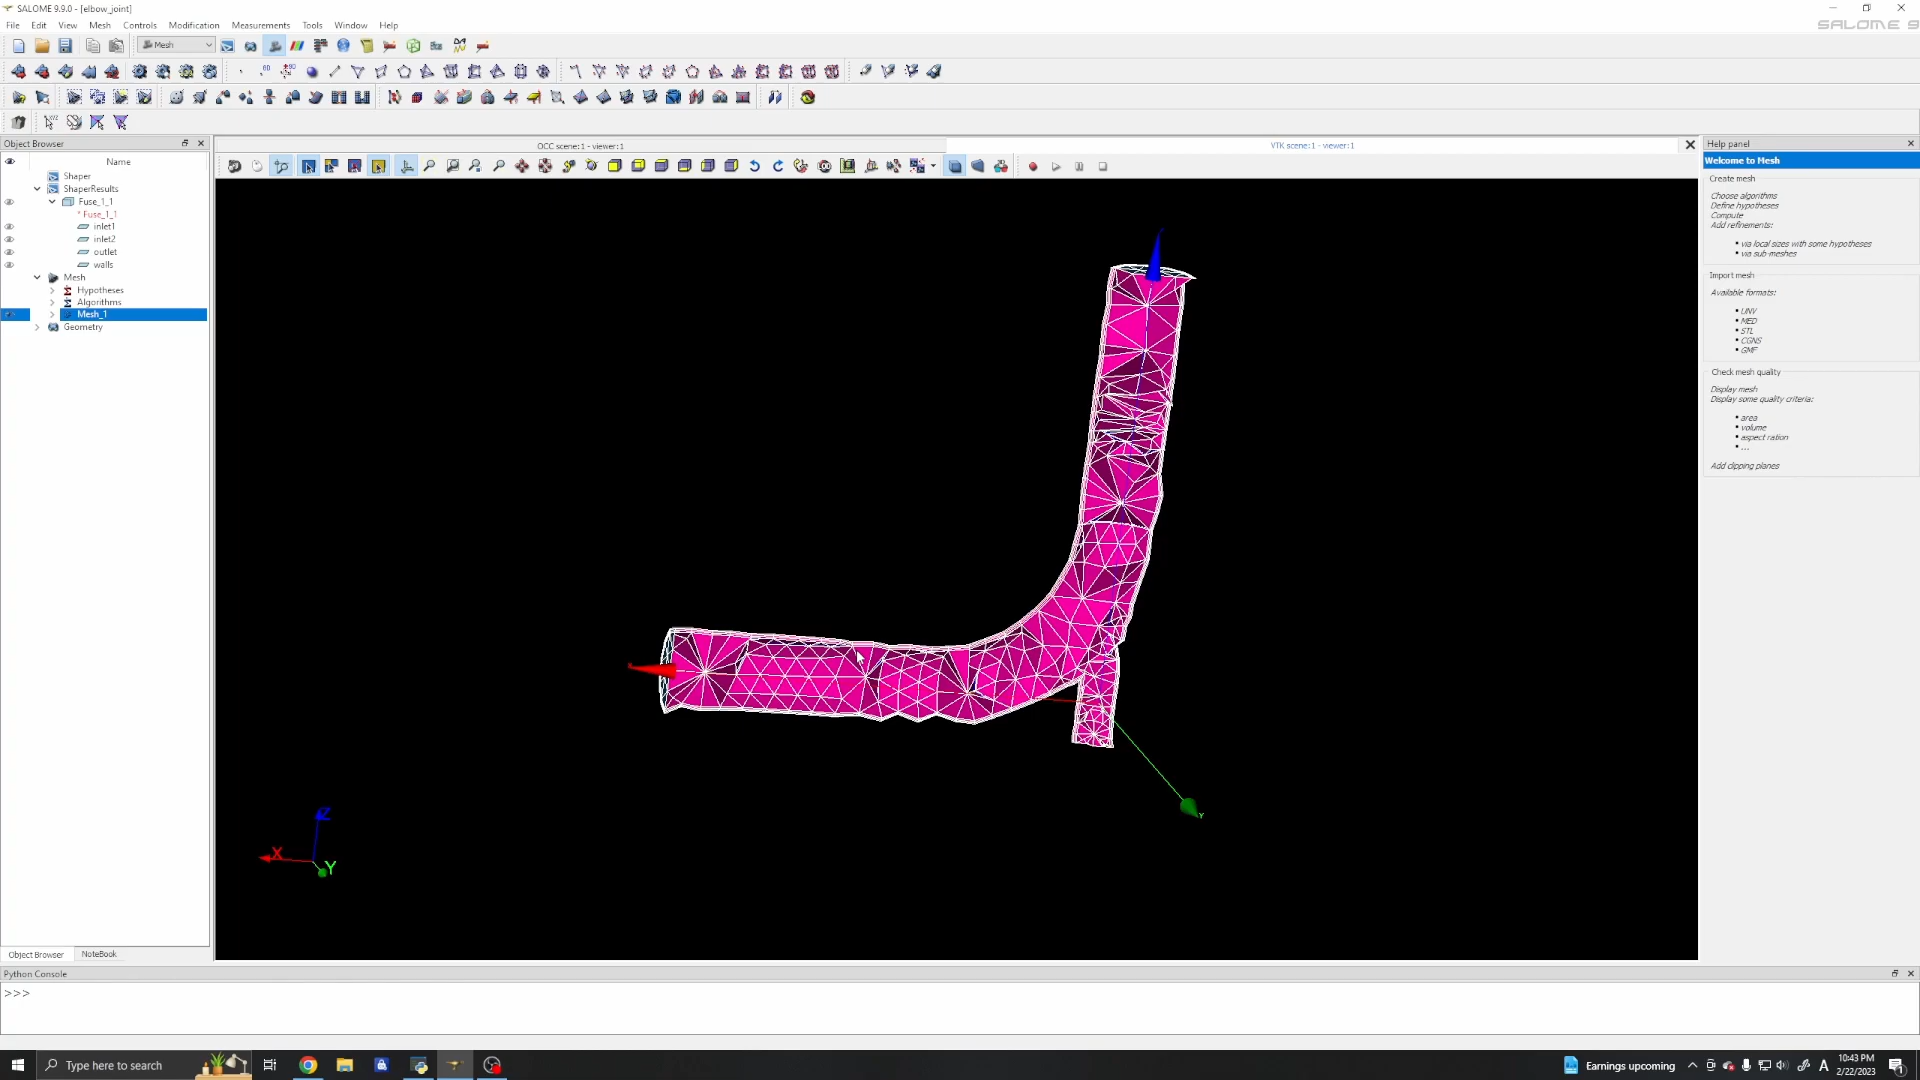 SALOME 9.9.0 - [elbow_joint]
File Edit View Mesh Controls Modification Measurements Tools Window Help
SALOME 9
Mesh
Object Browser
OCC scene:1 - viewer:1
VTK scene:1 - viewer:1
Help panel
Name
Welcome to Mesh
Shaper
ShaperResults
Fuse_1_1
* Fuse_1_1
inlet1
inlet2
outlet
walls
Mesh
Hypotheses
Algorithms
Mesh_1
Geometry
Create mesh
Choose algorithms
Define hypotheses
Compute
Add refinements:
via local sizes with some hypotheses
via sub-meshes
Import mesh
Available formats:
UNV
MED
STL
CGNS
GMF
Check mesh quality
Display mesh
Display some quality criteria:
area
volume
aspect ration
...
Add clipping planes
Y
Z
X
Y
Object Browser NoteBook
Python Console
>>>
Type here to search
Earnings upcoming
A
10:43 PM
2/22/2023
1